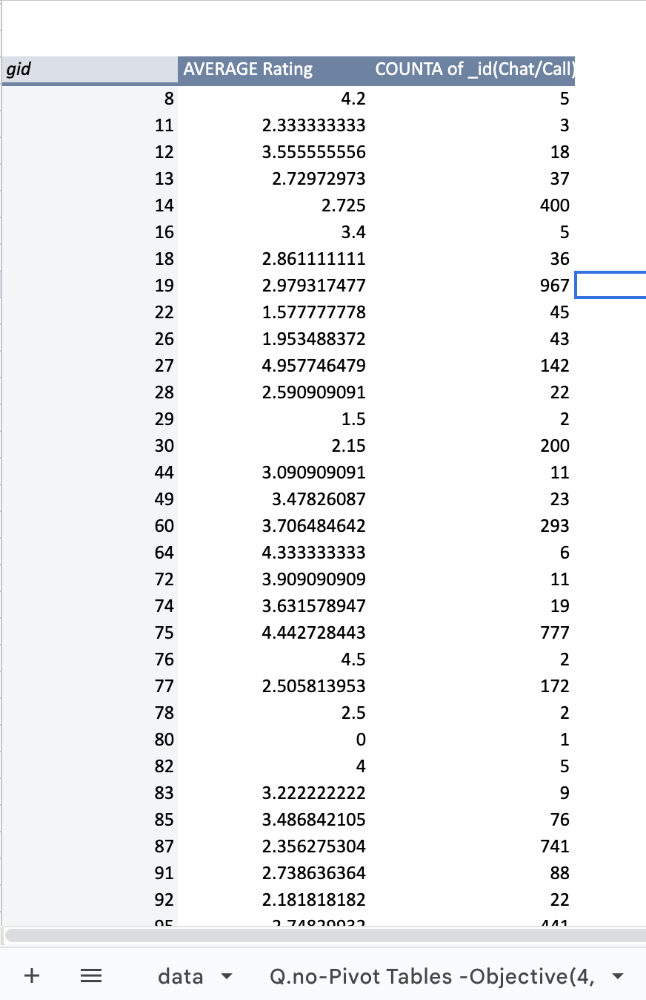 gid AVERAGE Rating COUNTA of _id(Chat/Call)
8 4.2 5
11 2.333333333 3
12 3.555555556 18
13 2.72972973 37
14 2.725 400
16 3.4 5
18 2.861111111 36
19 2.979317477 967
22 1.577777778 45
26 1.953488372 43
27 4.957746479 142
28 2.590909091 22
29 1.5 2
30 2.15 200
44 3.090909091 11
49 3.47826087 23
60 3.706484642 293
64 4.333333333 6
72 3.909090909 11
74 3.631578947 19
75 4.442728443 777
76 4.5 2
77 2.505813953 172
78 2.5 2
80 0 1
82 4 5
83 3.222222222 9
85 3.486842105 76
87 2.356275304 741
91 2.738636364 88
92 2.181818182 22
95 2.74829932 441
data Q.no-Pivot Tables -Objective(4,